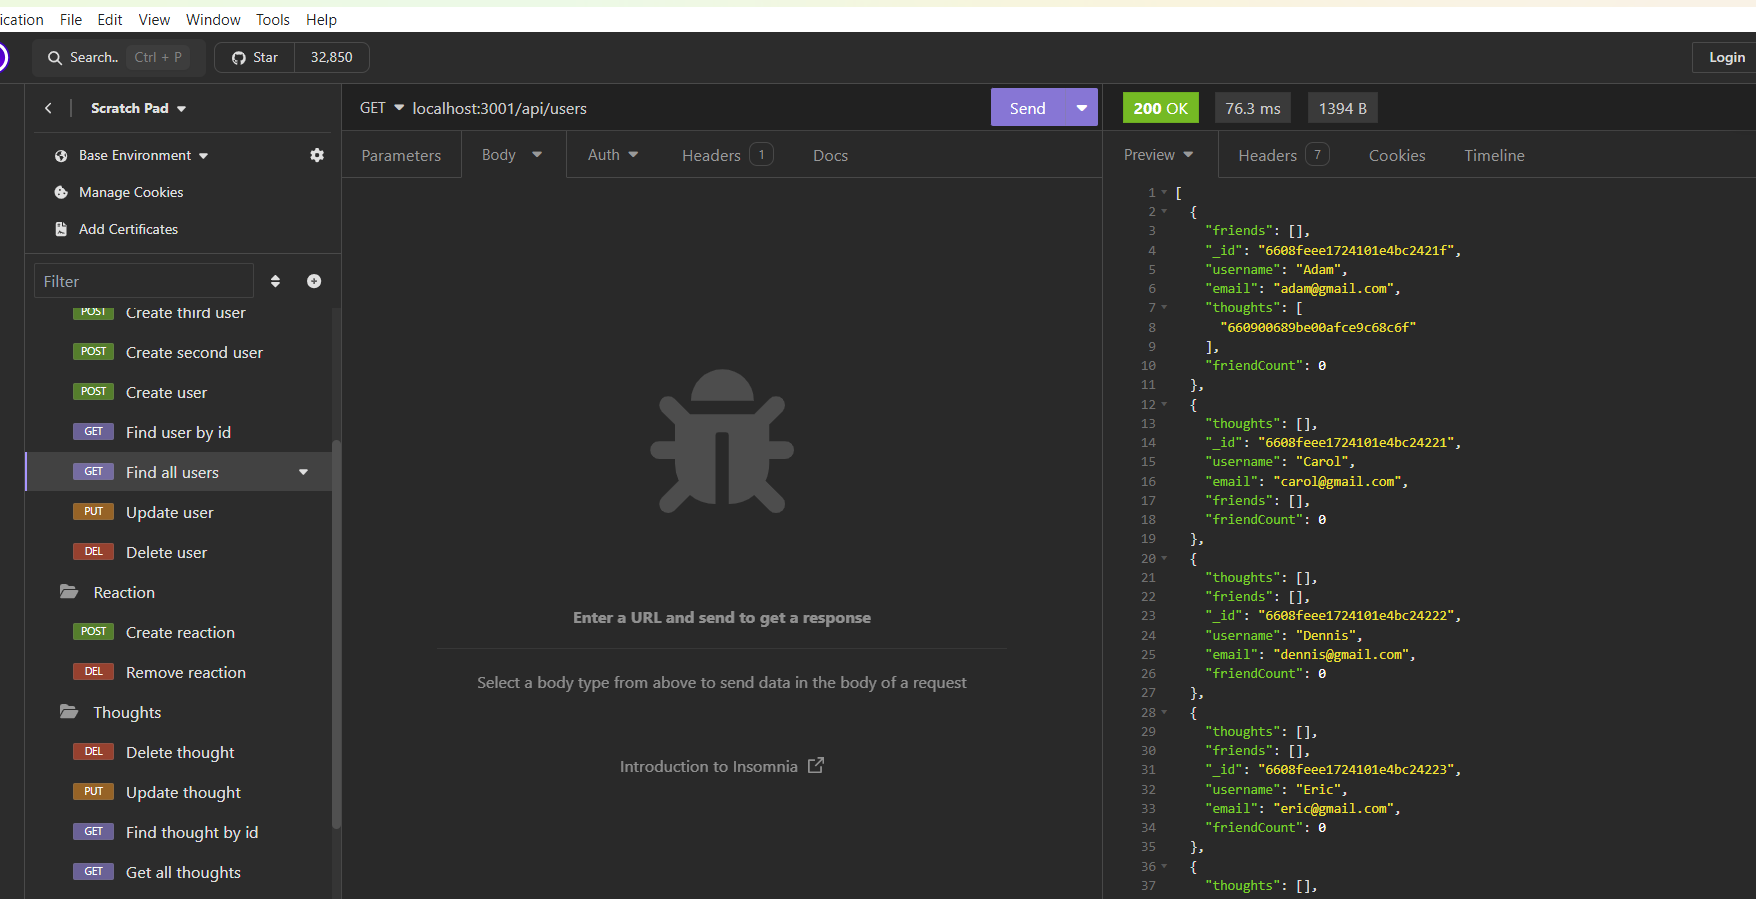 ication File Edit View Window Tools Help
Search.. Ctrl + P Star 32,850 Login
Scratch Pad
Base Environment
Manage Cookies
Add Certificates
Filter
POST Create third user
POST Create second user
POST Create user
GET Find user by id
GET Find all users
PUT Update user
DEL Delete user
Reaction
POST Create reaction
DEL Remove reaction
Thoughts
DEL Delete thought
PUT Update thought
GET Find thought by id
GET Get all thoughts
GET localhost:3001/api/users Send
Parameters Body Auth Headers 1 Docs
Enter a URL and send to get a response
Select a body type from above to send data in the body of a request
Introduction to Insomnia
200 OK 76.3 ms 1394 B
Preview Headers 7 Cookies Timeline
1 [
2 {
3 "friends": [],
4 "_id": "6608feee1724101e4bc2421f",
5 "username": "Adam",
6 "email": "adam@gmail.com",
7 "thoughts": [
8 "660900689be00afce9c68c6f"
9 ],
10 "friendCount": 0
11 },
12 {
13 "thoughts": [],
14 "_id": "6608feee1724101e4bc24221",
15 "username": "Carol",
16 "email": "carol@gmail.com",
17 "friends": [],
18 "friendCount": 0
19 },
20 {
21 "thoughts": [],
22 "friends": [],
23 "_id": "6608feee1724101e4bc24222",
24 "username": "Dennis",
25 "email": "dennis@gmail.com",
26 "friendCount": 0
27 },
28 {
29 "thoughts": [],
30 "friends": [],
31 "_id": "6608feee1724101e4bc24223",
32 "username": "Eric",
33 "email": "eric@gmail.com",
34 "friendCount": 0
35 },
36 {
37 "thoughts": [],